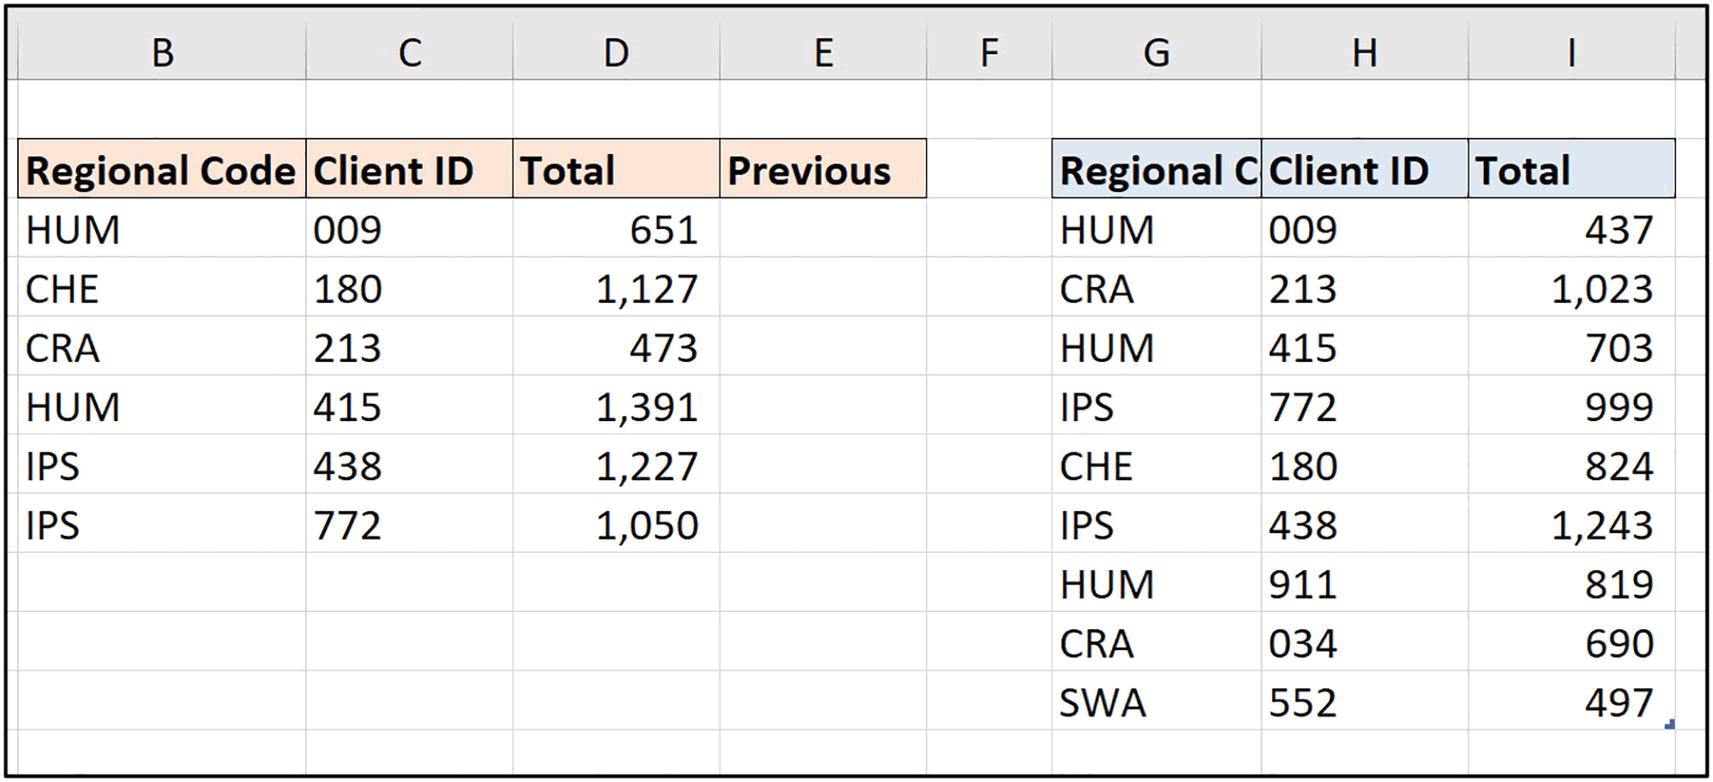 B C D E F G H I
Regional Code Client ID Total Previous Regional C Client ID Total
HUM 009 651 HUM 009 437
CHE 180 1,127 CRA 213 1,023
CRA 213 473 HUM 415 703
HUM 415 1,391 IPS 772 999
IPS 438 1,227 CHE 180 824
IPS 772 1,050 IPS 438 1,243
HUM 911 819
CRA 034 690
SWA 552 497